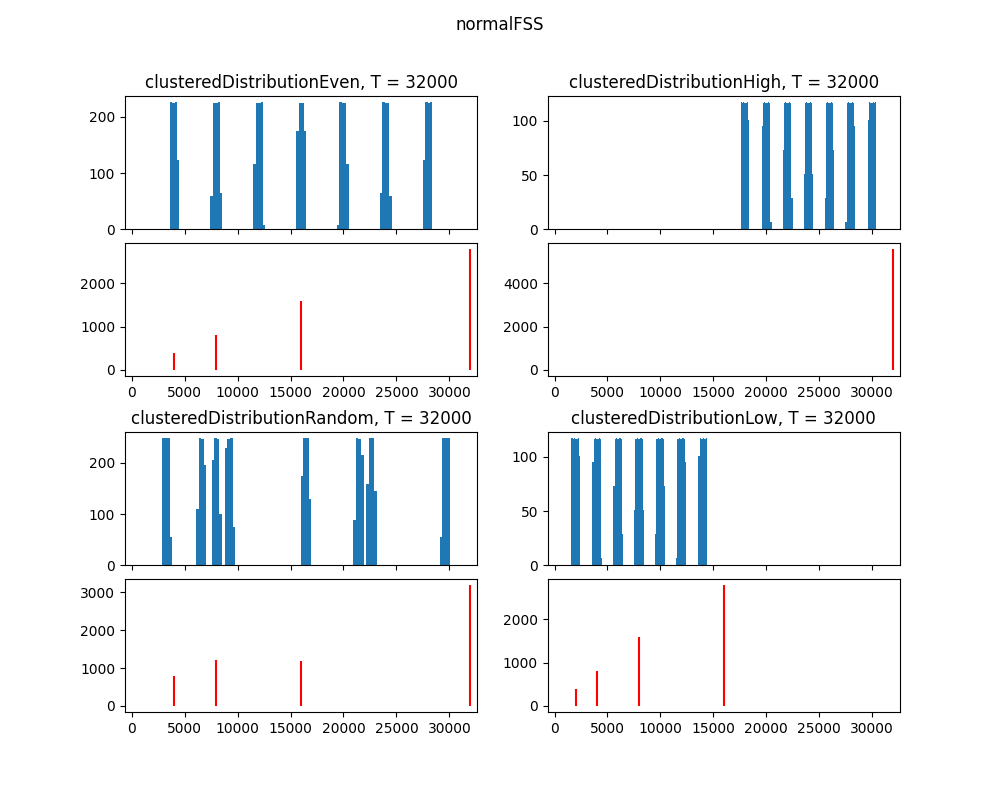 normalFSS
clusteredDistributionEven, T = 32000
200
100
0
2000
1000
0
0 5000 10000 15000 20000 25000 30000
clusteredDistributionHigh, T = 32000
100
50
0
4000
2000
0
0 5000 10000 15000 20000 25000 30000
clusteredDistributionRandom, T = 32000
200
100
0
3000
2000
1000
0
0 5000 10000 15000 20000 25000 30000
clusteredDistributionLow, T = 32000
100
50
0
2000
1000
0
0 5000 10000 15000 20000 25000 30000